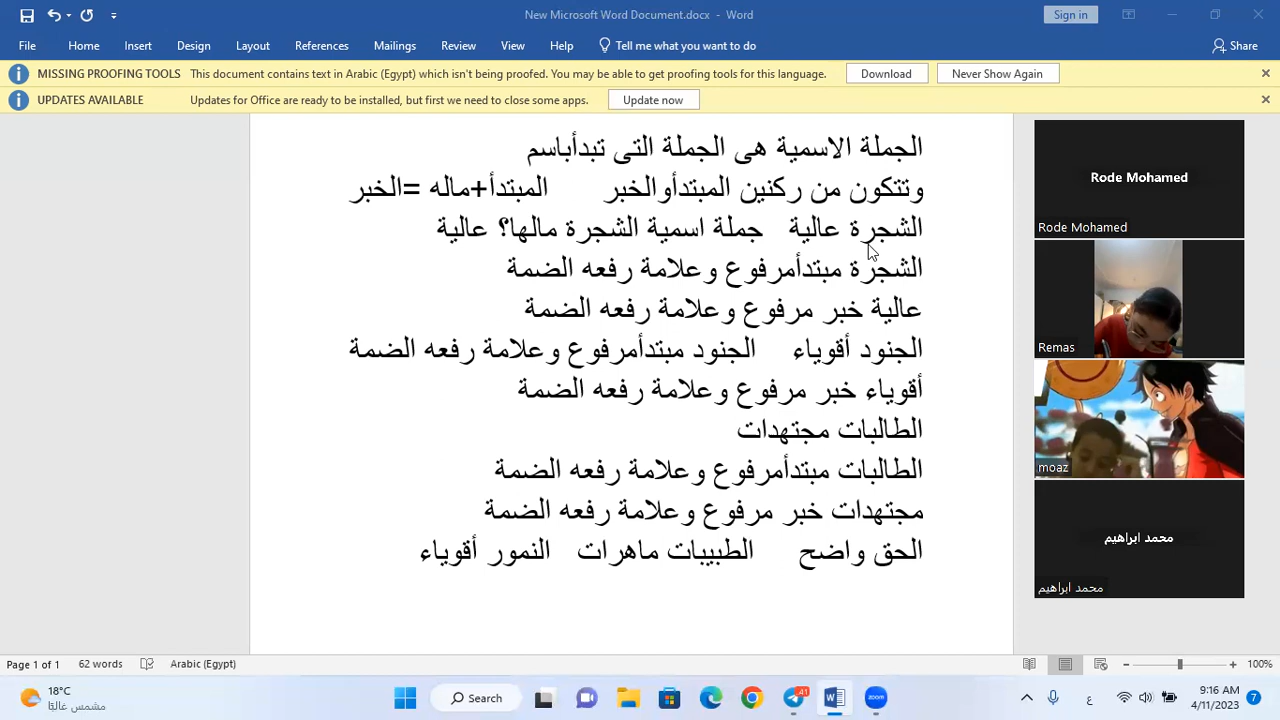 New Microsoft Word Document.docx - Word
Sign in
File Home Insert Design Layout References Mailings Review View Help Tell me what you want to do Share
MISSING PROOFING TOOLS This document contains text in Arabic (Egypt) which isn't being proofed. You may be able to get proofing tools for this language. Download Never Show Again
UPDATES AVAILABLE Updates for Office are ready to be installed, but first we need to close some apps. Update now
الجملة الاسمية هى الجملة التى تبدأباسم
وتتكون من ركنين المبتدأوالخبر المبتدأ+ماله =الخبر
الشجرة عالية جملة اسمية الشجرة مالها؟ عالية
الشجرة مبتدأمرفوع وعلامة رفعه الضمة
عالية خبر مرفوع وعلامة رفعه الضمة
الجنود أقوياء الجنود مبتدأمرفوع وعلامة رفعه الضمة
أقوياء خبر مرفوع وعلامة رفعه الضمة
الطالبات مجتهدات
الطالبات مبتدأمرفوع وعلامة رفعه الضمة
مجتهدات خبر مرفوع وعلامة رفعه الضمة
الحق واضح الطبيبات ماهرات النمور أقوياء
Rode Mohamed
Rode Mohamed
Remas
moaz
محمد ابراهيم
محمد ابراهيم
Page 1 of 1 62 words Arabic (Egypt) 100%
18°C
مشمس غالبًا
Search
41
zoom
ع
9:16 AM
4/11/2023
7